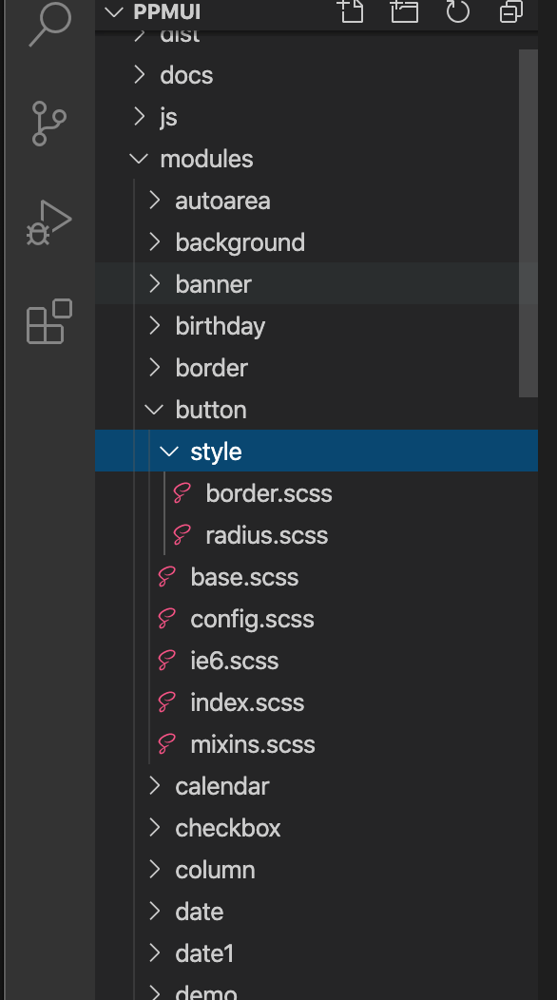 PPMUI
dist
docs
js
modules
autoarea
background
banner
birthday
border
button
style
border.scss
radius.scss
base.scss
config.scss
ie6.scss
index.scss
mixins.scss
calendar
checkbox
column
date
date1
demo